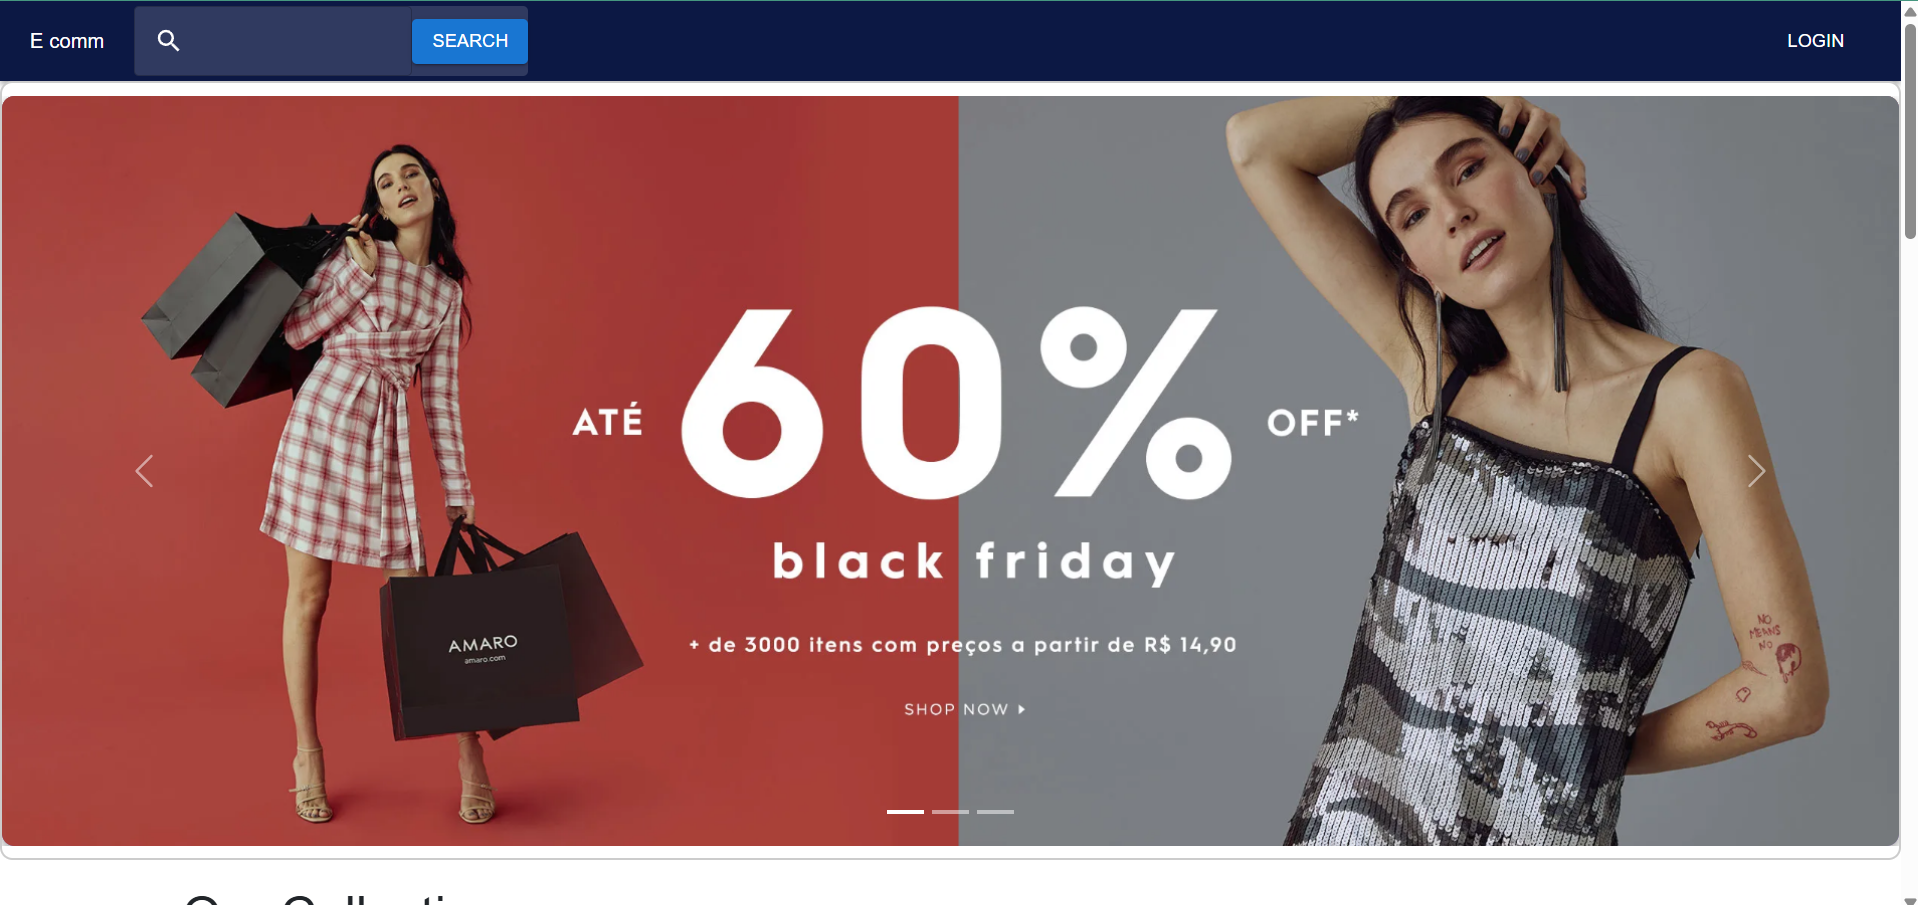 E comm
SEARCH
LOGIN
ATÉ 60% OFF*
black friday
+ de 3000 itens com preços a partir de R$ 14,90
SHOP NOW
AMARO
amaro.com
NO
MEANS
NO